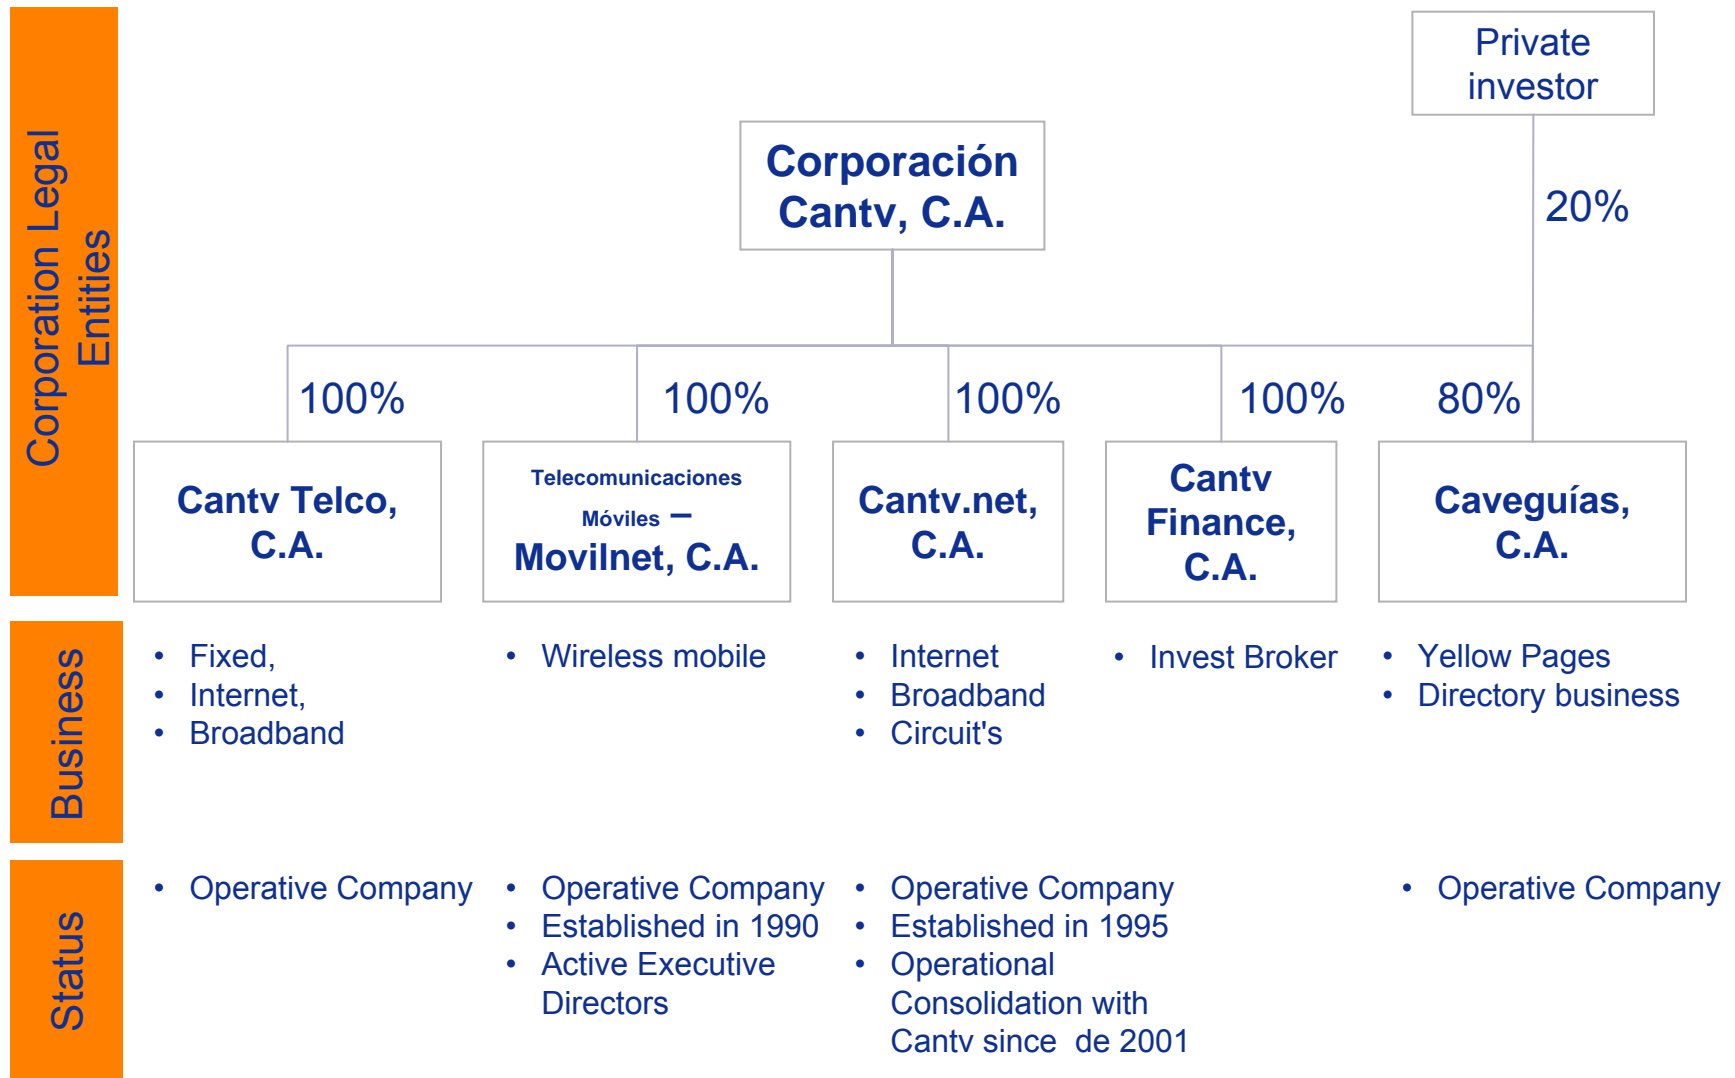 Corporation Legal
Entities
Private
investor
Corporación
Cantv, C.A.
20%
100%
100%
100%
100%
80%
Cantv Telco,
C.A.
Telecomunicaciones
Móviles –
Movilnet, C.A.
Cantv.net,
C.A.
Cantv
Finance,
C.A.
Caveguías,
C.A.
Business
• Fixed,
• Internet,
• Broadband
• Wireless mobile
• Internet
• Broadband
• Circuit's
• Invest Broker
• Yellow Pages
• Directory business
Status
• Operative Company
• Operative Company
• Established in 1990
• Active Executive
Directors
• Operative Company
• Established in 1995
• Operational
Consolidation with
Cantv since de 2001
• Operative Company